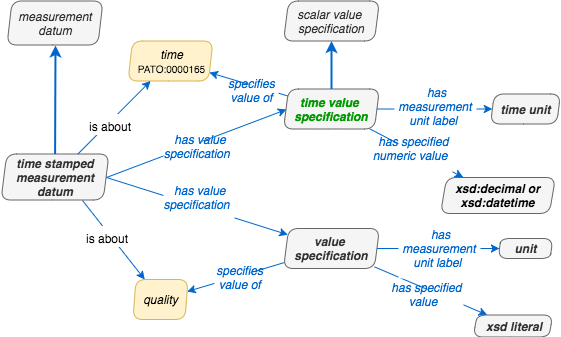 measurement
datum
scalar value
specification
time
PATO:0000165
specifies
value of
time value
specification
has
measurement
unit label
time unit
is about
has value
specification
has specified
numeric value
time stamped
measurement
datum
xsd:decimal or
xsd:datetime
has value
specification
is about
value
specification
has
measurement
unit label
unit
specifies
value of
quality
has specified
value
xsd literal